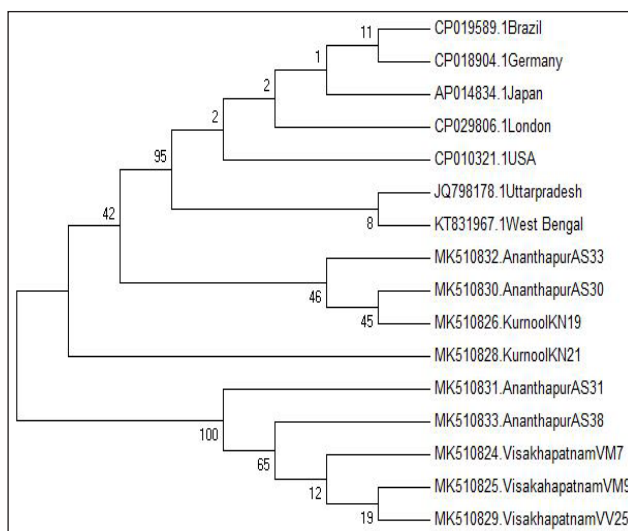 11
CP019589.1Brazil
CP018904.1Germany
1
AP014834.1Japan
2
CP029806.1London
2
CP010321.1USA
95
JQ798178.1Uttarpradesh
8
KT831967.1West Bengal
42
MK510832.AnanthapurAS33
46
MK510830.AnanthapurAS30
45
MK510826.KurnoolKN19
MK510828.KurnoolKN21
MK510831.AnanthapurAS31
100
MK510833.AnanthapurAS38
65
MK510824.VisakhapatnamVM7
12
MK510825.VisakahapatnamVM9
19
MK510829.VisakhapatnamVV25